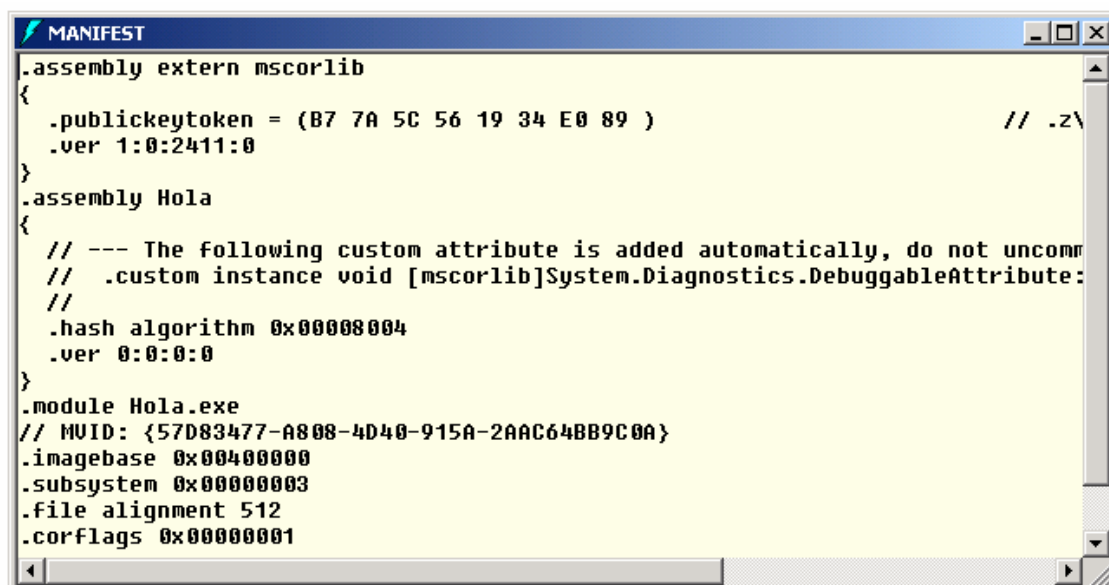 MANIFEST
.assembly extern mscorlib
{
  .publickeytoken = (B7 7A 5C 56 19 34 E0 89 )                         // .z\
  .ver 1:0:2411:0
}
.assembly Hola
{
  // --- The following custom attribute is added automatically, do not uncomm
  //  .custom instance void [mscorlib]System.Diagnostics.DebuggableAttribute:
  //
  .hash algorithm 0x00008004
  .ver 0:0:0:0
}
.module Hola.exe
// MVID: {57D83477-A808-4D40-915A-2AAC64BB9C0A}
.imagebase 0x00400000
.subsystem 0x00000003
.file alignment 512
.corflags 0x00000001